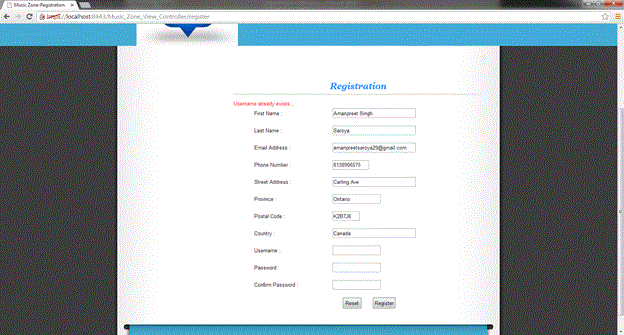 Music Zone-Registration
https://localhost:8443/Music_Zone_View_Controller/register
Registration
Username already exists...
First Name : Amanpreet Singh
Last Name : Saroya
Email Address : amanpreetsaroya29@gmail.com
Phone Number : 6138906575
Street Address : Carling Ave
Province : Ontario
Postal Code : K2B7J6
Country : Canada
Username :
Password :
Confirm Password :
Reset Register